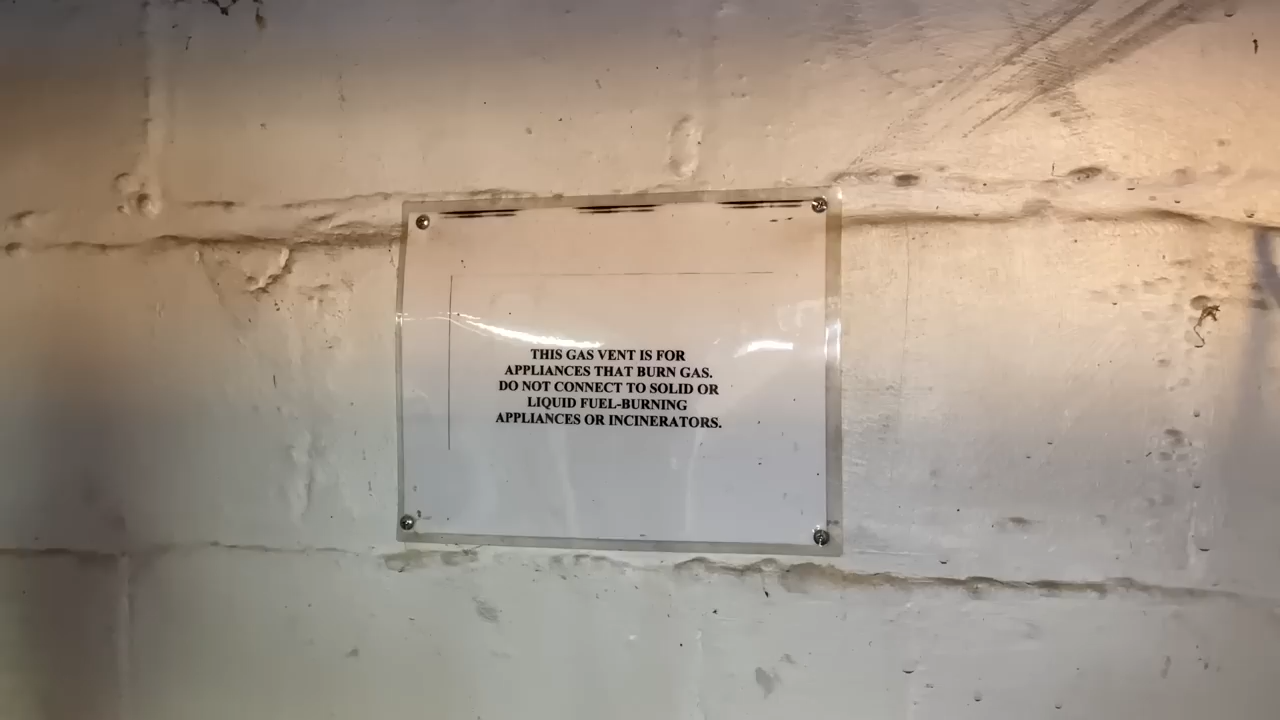 THIS GAS VENT IS FOR
APPLIANCES THAT BURN GAS.
DO NOT CONNECT TO SOLID OR
LIQUID FUEL-BURNING
APPLIANCES OR INCINERATORS.